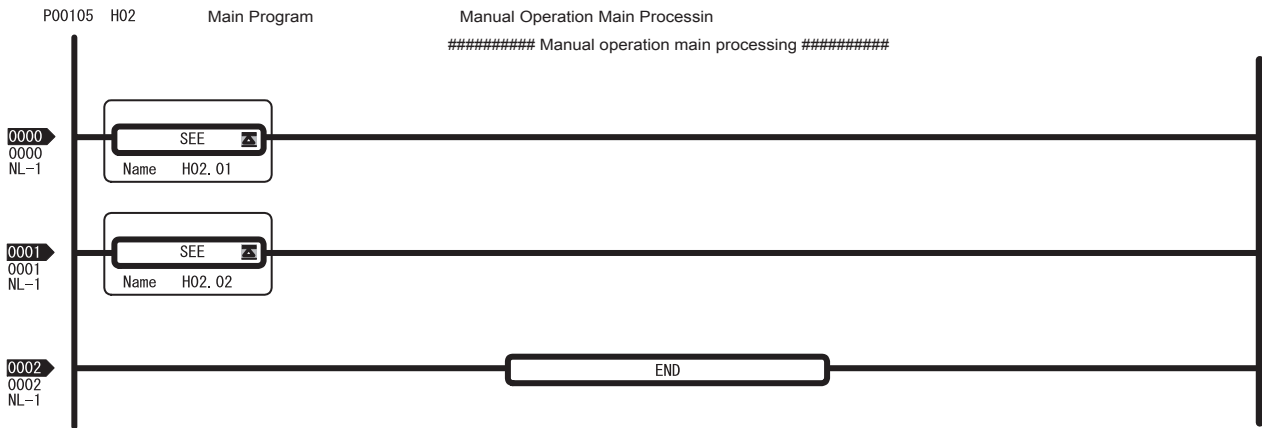 P00105 H02 Main Program Manual Operation Main Processin
########## Manual operation main processing ##########
0000
0000
NL-1
SEE
Name H02.01
0001
0001
NL-1
SEE
Name H02.02
0002
0002
NL-1
END